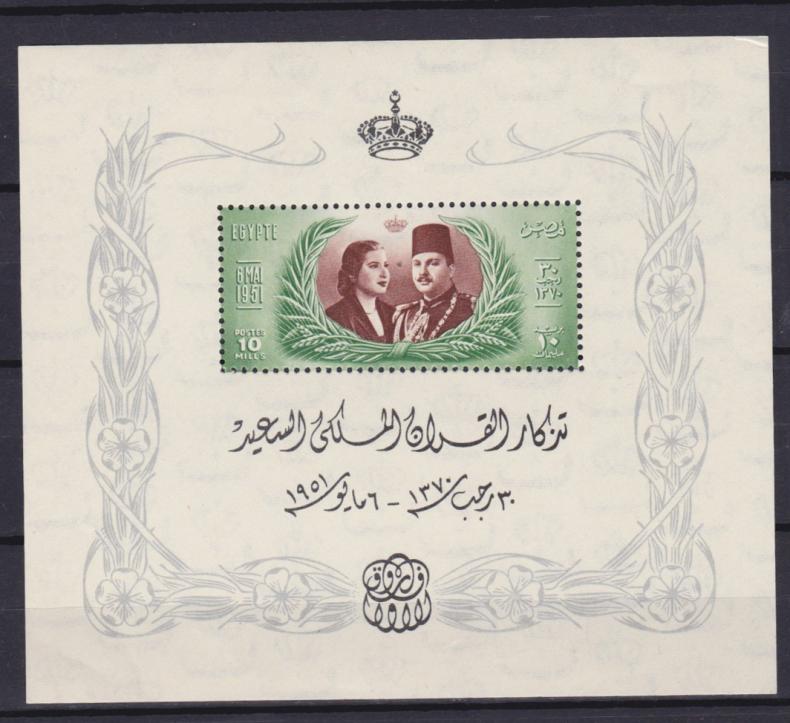 EGYPTE
6 MAI
1951
POSTES
10
MILLS
مصر
٣٠
رجب
١٣٧٠
بريد
١٠
مليمات
تذكار القران الملكى السعيد
٣٠ رجب ١٣٧٠ - ٦ مايو ١٩٥١
فاروق